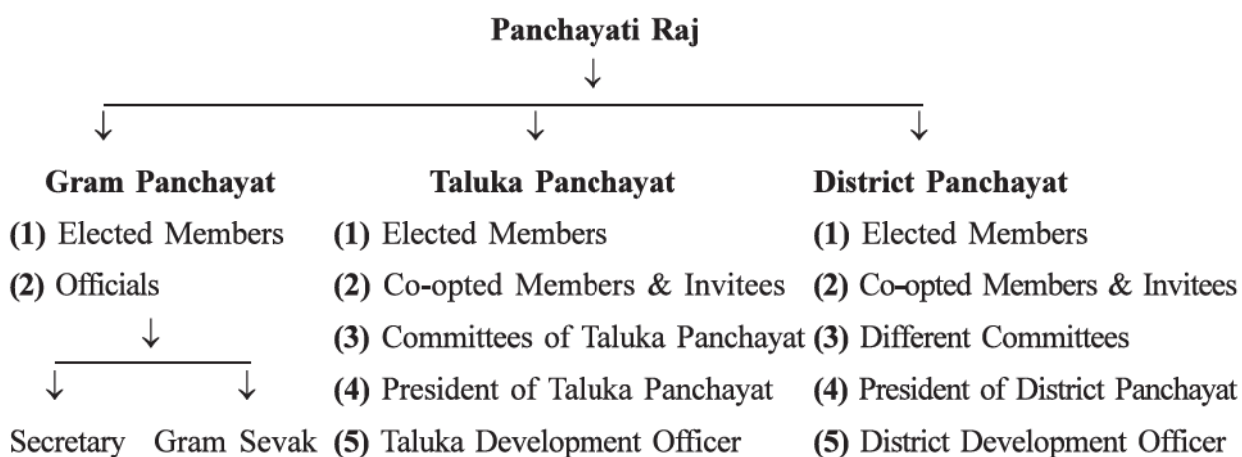 Panchayati Raj
Gram Panchayat
(1) Elected Members
(2) Officials
Secretary Gram Sevak
Taluka Panchayat
(1) Elected Members
(2) Co-opted Members & Invitees
(3) Committees of Taluka Panchayat
(4) President of Taluka Panchayat
(5) Taluka Development Officer
District Panchayat
(1) Elected Members
(2) Co-opted Members & Invitees
(3) Different Committees
(4) President of District Panchayat
(5) District Development Officer